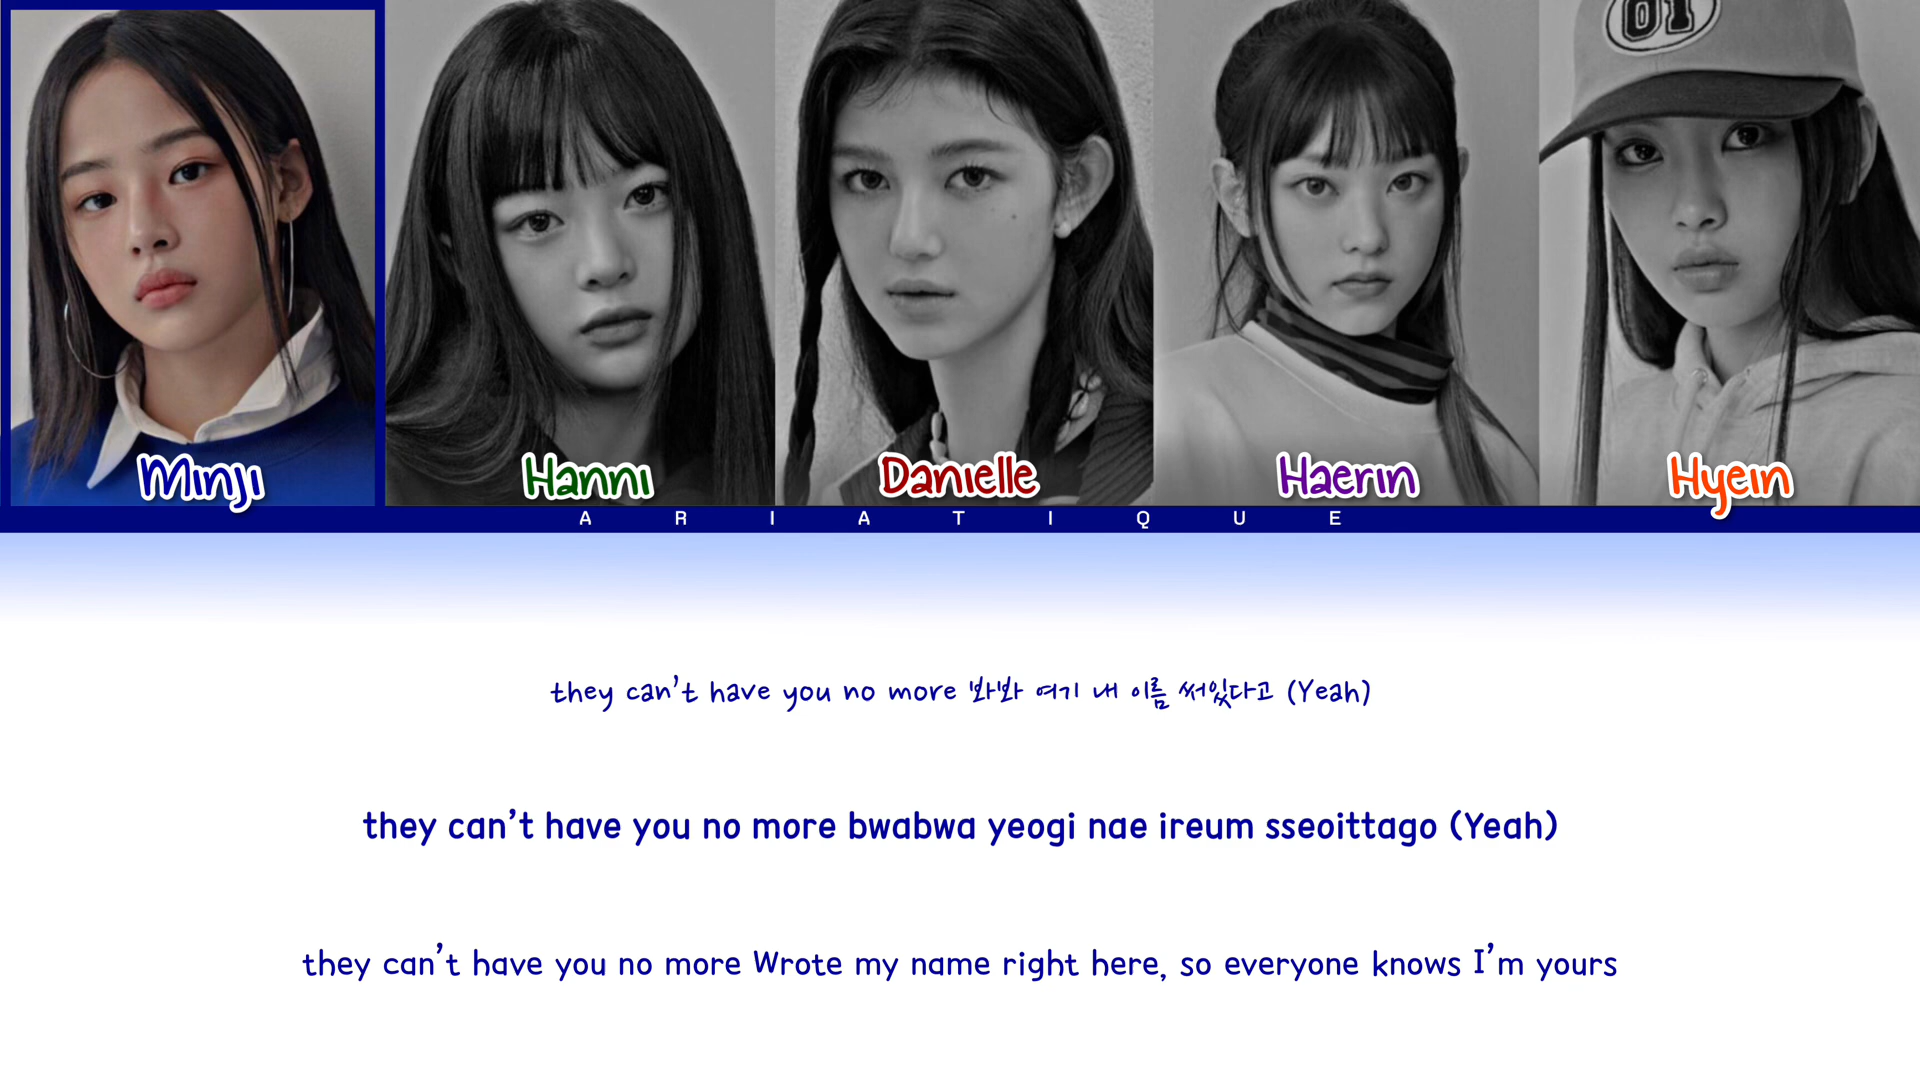 01
Minji
Hanni
Danielle
Haerin
Hyein
ARIATIQUE
they can't have you no more 봐봐 여기 내 이름 써있다고 (Yeah)
they can't have you no more bwabwa yeogi nae ireum sseoittago (Yeah)
they can't have you no more Wrote my name right here, so everyone knows I'm yours